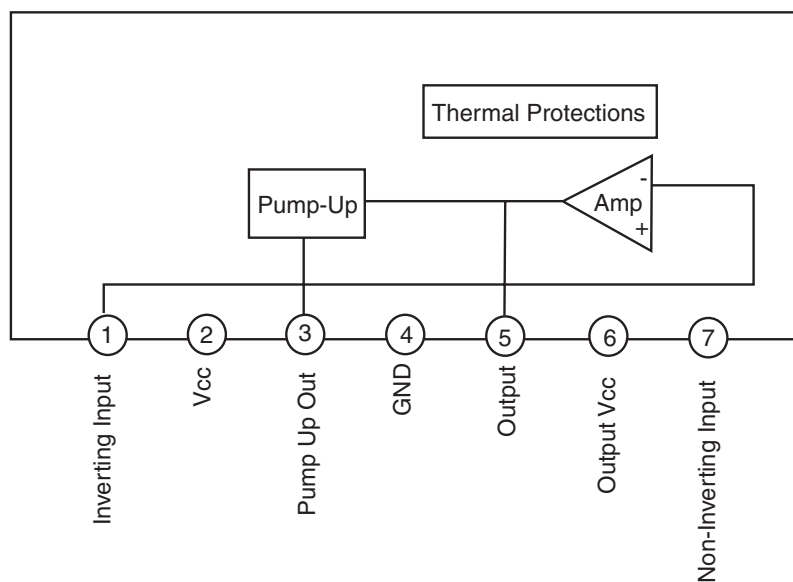 Thermal Protections
Pump-Up
Amp
-
+
1
2
3
4
5
6
7
Inverting Input
Vcc
Pump Up Out
GND
Output
Output Vcc
Non-Inverting Input